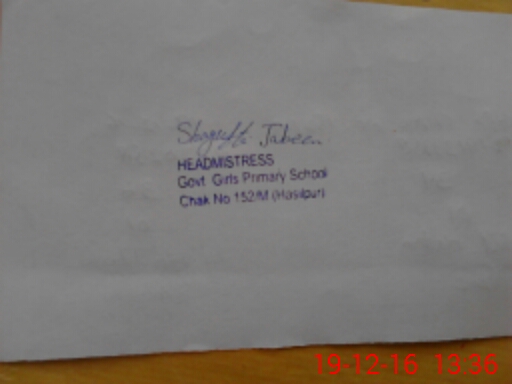 Shagufta Jabeen
HEADMISTRESS
Govt. Girls Primary School
Chak No 152/M (Hasilpur)
19-12-16 13:36